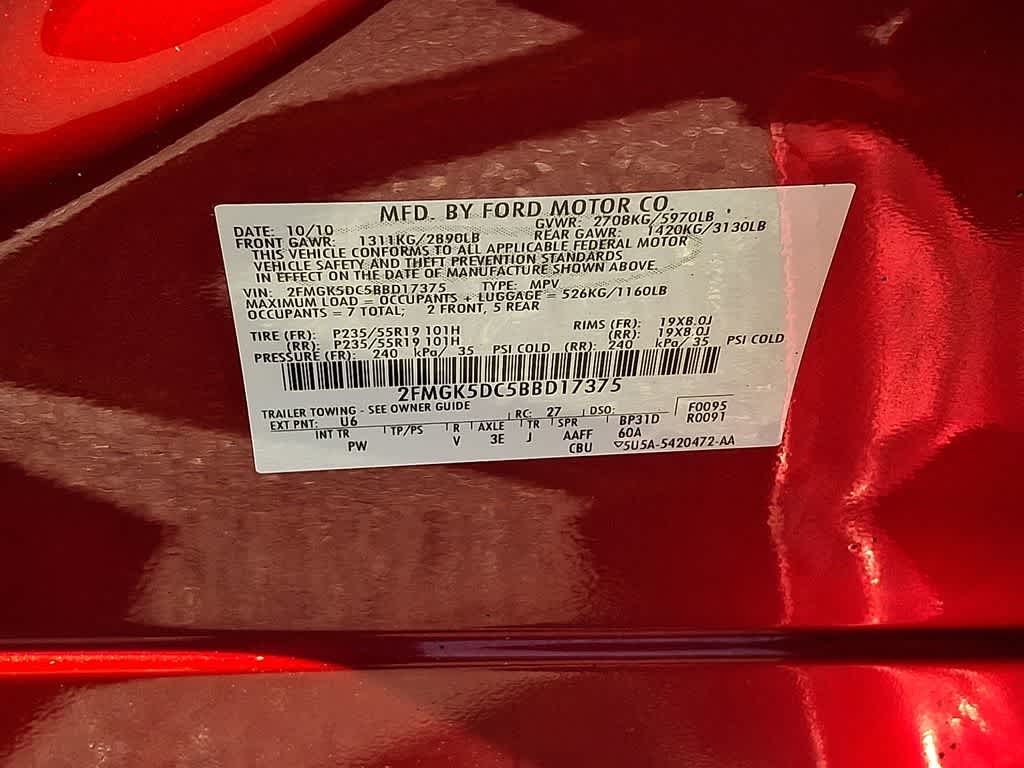 MFD. BY FORD MOTOR CO.
DATE: 10/10 GVWR: 2708KG/5970LB
FRONT GAWR: 1311KG/2890LB REAR GAWR: 1420KG/3130LB
THIS VEHICLE CONFORMS TO ALL APPLICABLE FEDERAL MOTOR
VEHICLE SAFETY AND THEFT PREVENTION STANDARDS
IN EFFECT ON THE DATE OF MANUFACTURE SHOWN ABOVE.
VIN: 2FMGK5DC5BBD17375 TYPE: MPV
MAXIMUM LOAD = OCCUPANTS + LUGGAGE = 526KG/1160LB
OCCUPANTS = 7 TOTAL; 2 FRONT, 5 REAR
TIRE (FR): P235/55R19 101H RIMS (FR): 19X8.0J
(RR): P235/55R19 101H (RR): 19X8.0J
PRESSURE (FR): 240 kPa/ 35 PSI COLD (RR): 240 kPa/ 35 PSI COLD
2FMGK5DC5BBD17375
TRAILER TOWING - SEE OWNER GUIDE
EXT PNT: U6 RC: 27 DSO: BP31D F0095
R0091
INT TR TP/PS R AXLE TR SPR 60A
PW V 3E J AAFF
CBU 5U5A-5420472-AA